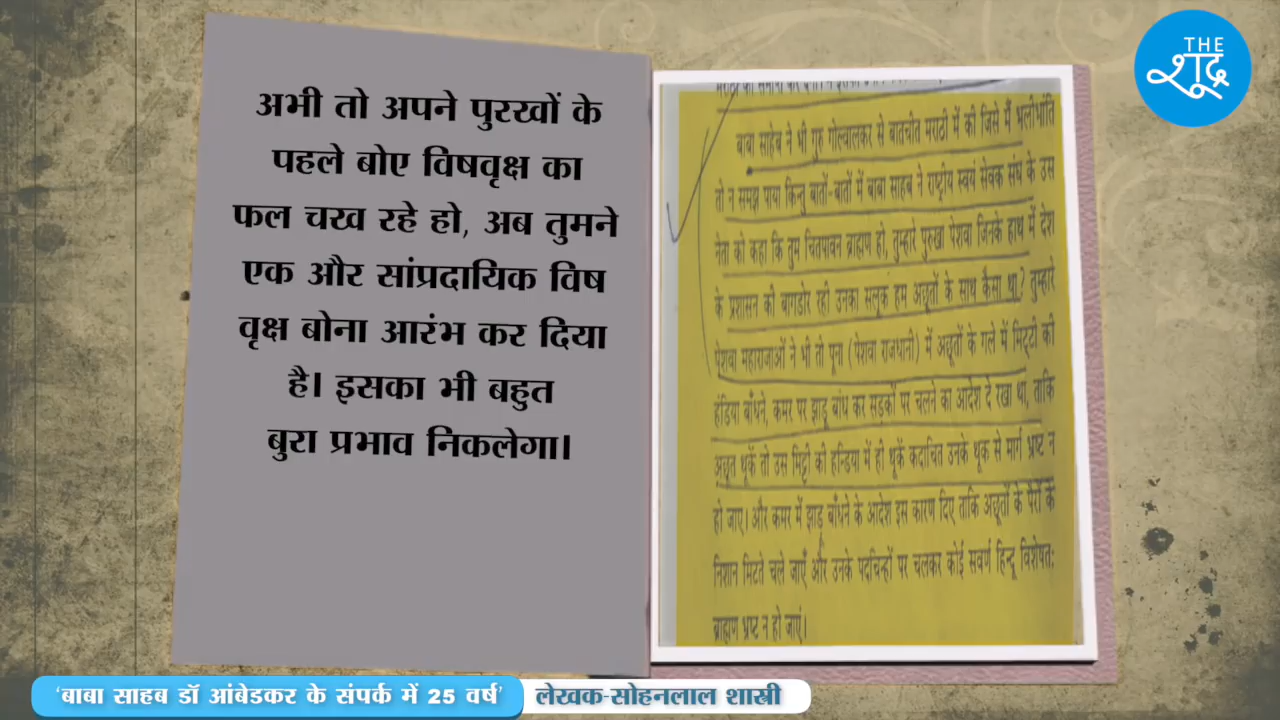 THE
शूद्र
अभी तो अपने पुरखों के
पहले बोए विषवृक्ष का
फल चख रहे हो, अब तुमने
एक और सांप्रदायिक विष
वृक्ष बोना आरंभ कर दिया
है। इसका भी बहुत
बुरा प्रभाव निकलेगा।
बाबा साहेब ने भी गुरु गोल्वालकर से बातचीत मराठी में की जिसे मैं भलीभांति
तो न समझ पाया किन्तु बातों-बातों में बाबा साहब ने राष्ट्रीय स्वयं सेवक संघ के उस
नेता को कहा कि तुम चितपावन ब्राह्मण हो, तुम्हारे पुरखा पेशवा जिनके हाथ में देश
के प्रशासन की बागडोर रही उनका सलूक हम अछूतों के साथ कैसा था? तुम्हारे
पेशवा महाराजाओं ने भी तो पूना (पेशवा राजधानी) में अछूतों के गले में मिट्टी की
हंडिया बाँधने, कमर पर झाडू बांध कर सड़कों पर चलने का आदेश दे रखा था, ताकि
अछूत थूकें तो उस मिट्टी की हन्डिया में ही थूकें कदाचित उनके थूक से मार्ग भ्रष्ट न
हो जाए। और कमर में झाडू बाँधने के आदेश इस कारण दिए ताकि अछूतों के पैरों के
निशान मिटते चले जाएँ और उनके पदचिन्हों पर चलकर कोई सवर्ण हिन्दू विशेषतः
ब्राह्मण भ्रष्ट न हो जाएं।
‘बाबा साहब डॉ आंबेडकर के संपर्क में 25 वर्ष’ लेखक-सोहनलाल शास्त्री